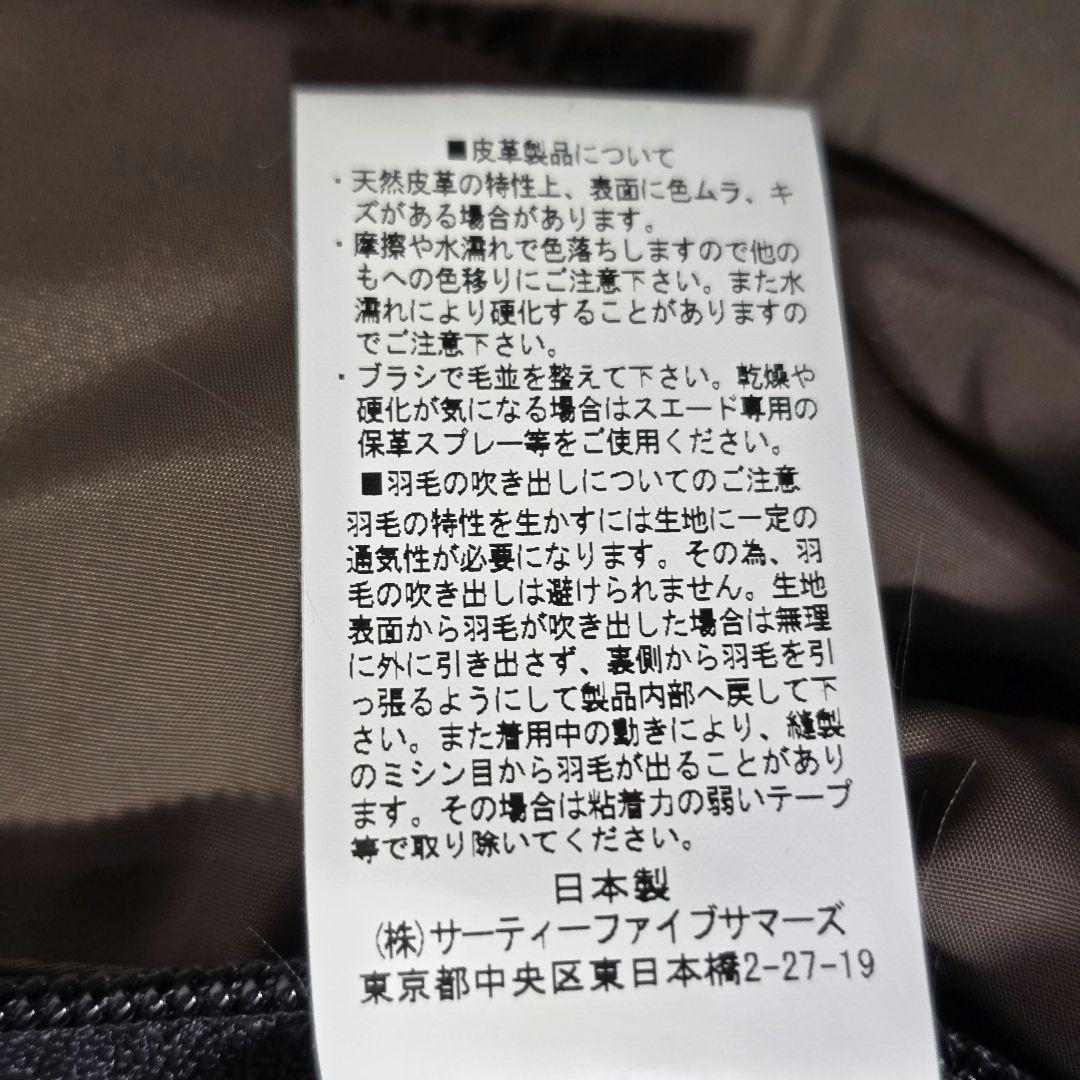 ■皮革製品について
・天然皮革の特性上、表面に色ムラ、キ
ズがある場合があります。
・摩擦や水濡れで色落ちしますので他の
もへの色移りにご注意下さい。また水
濡れにより硬化することがありますの
でご注意下さい。
・ブラシで毛並を整えて下さい。乾燥や
硬化が気になる場合はスエード専用の
保革スプレー等をご使用ください。
■羽毛の吹き出しについてのご注意
羽毛の特性を生かすには生地に一定の
通気性が必要になります。その為、羽
毛の吹き出しは避けられません。生地
表面から羽毛が吹き出した場合は無理
に外に引き出さず、裏側から羽毛を引
っ張るようにして製品内部へ戻して下
さい。また着用中の動きにより、縫製
のミシン目から羽毛が出ることがあり
ます。その場合は粘着力の弱いテープ
等で取り除いてください。
日本製
(株)サーティーファイブサマーズ
東京都中央区東日本橋2-27-19